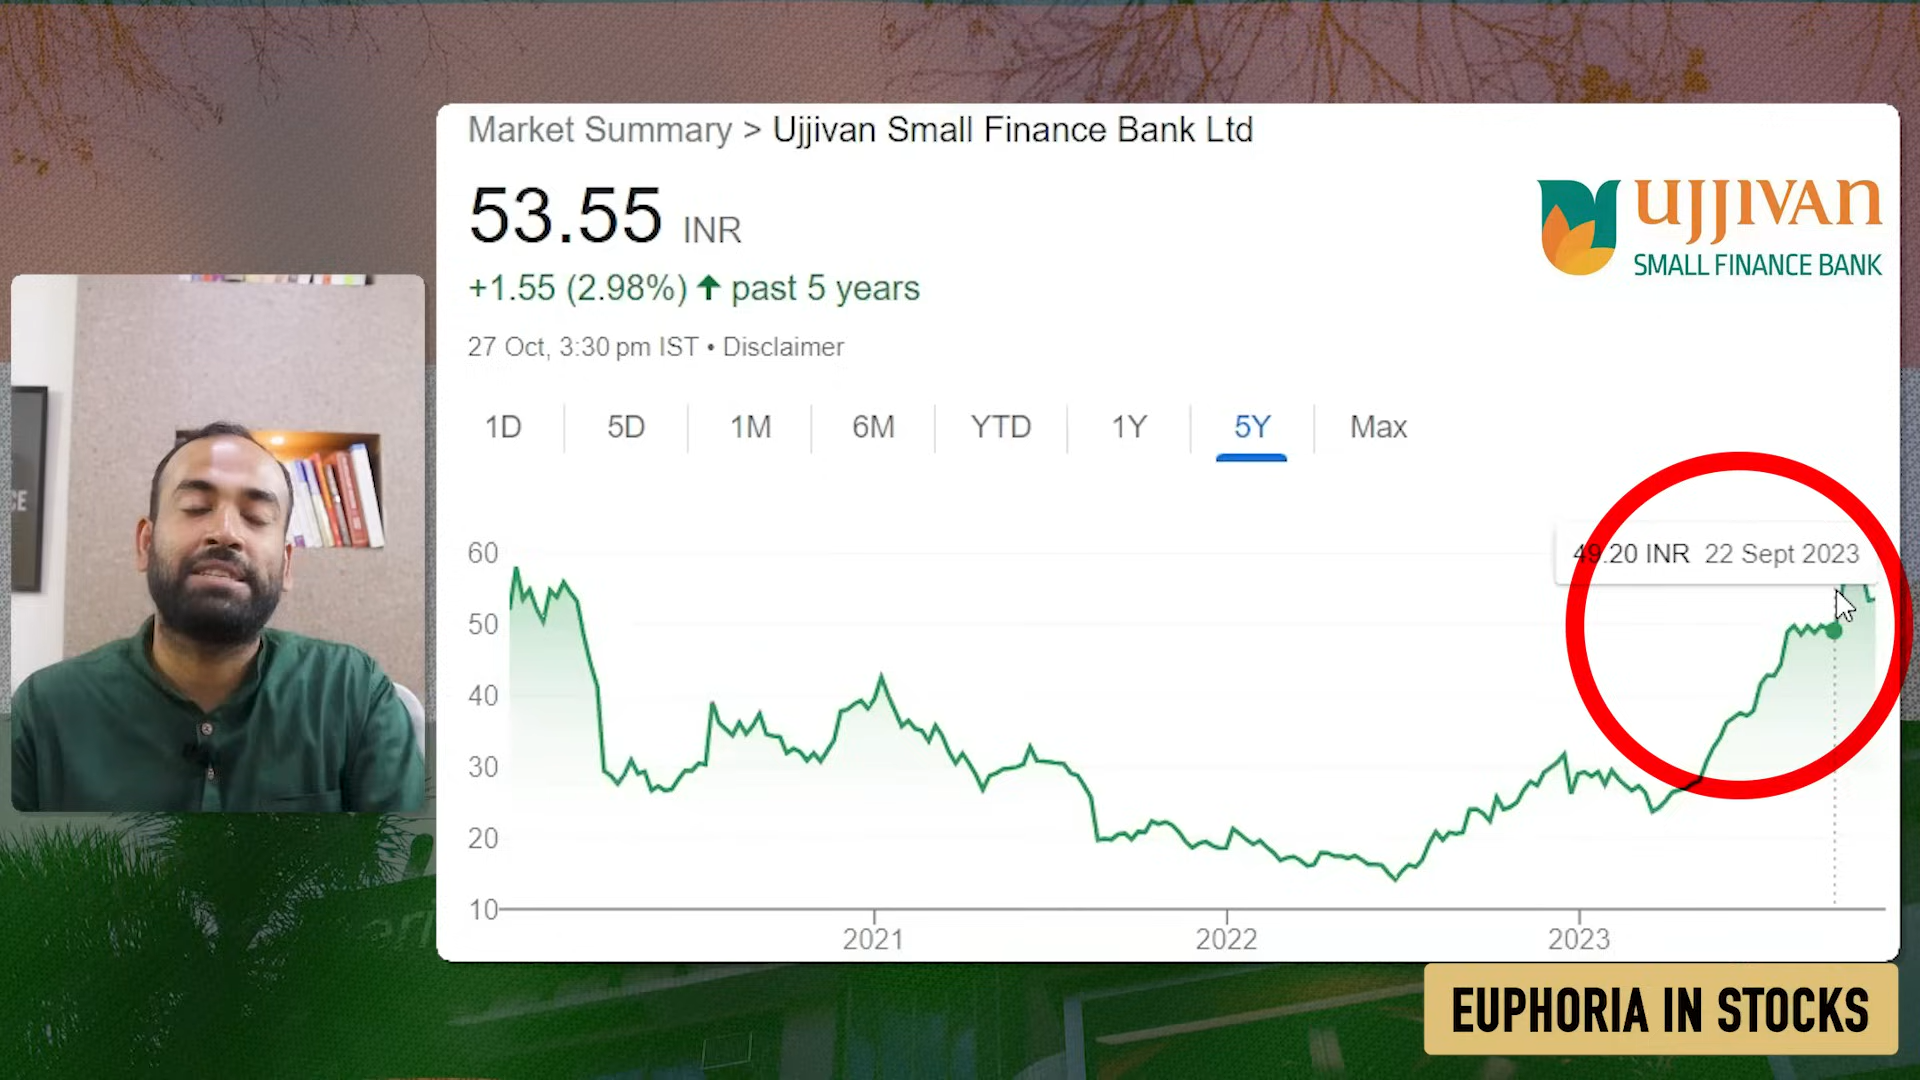 Market Summary > Ujjivan Small Finance Bank Ltd
53.55 INR
+1.55 (2.98%) ↑ past 5 years
27 Oct, 3:30 pm IST • Disclaimer
UJJIVAN
SMALL FINANCE BANK
1D 5D 1M 6M YTD 1Y 5Y Max
49.20 INR 22 Sept 2023
60
50
40
30
20
10
2021 2022 2023
CE
EUPHORIA IN STOCKS